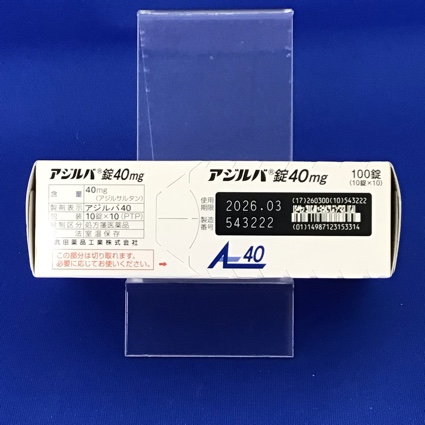 アジルバ®錠40mg
含量 40mg
(アジルサルタン)
製剤表示 アジルバ40
包装 10錠×10(PTP)
規制区分 処方箋医薬品
貯法 室温保存
武田薬品工業株式会社
この部分は切り取れます。
必要に応じてお使いください。
アジルバ®錠40mg
100錠
(10錠×10)
使用期限 2026.03
製造番号 543222
(17)260300(10)543222
(01)14987123153314
40